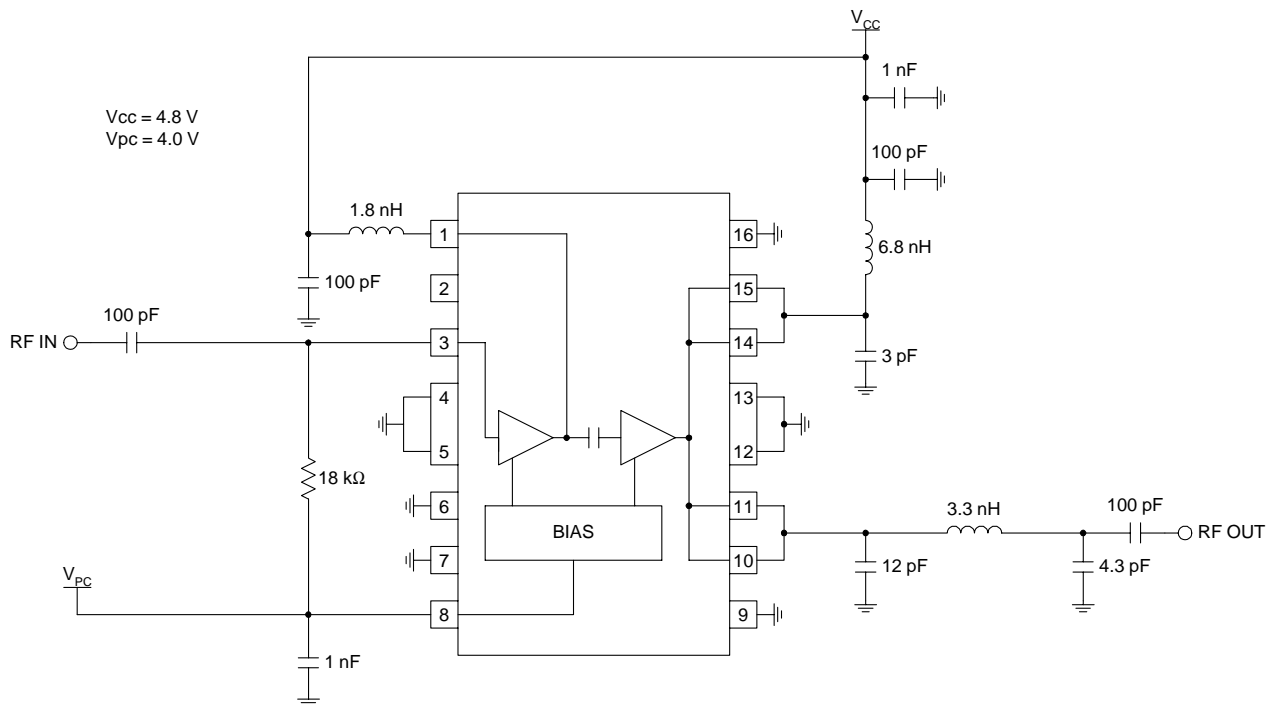 V_CC
1 nF
Vcc = 4.8 V
Vpc = 4.0 V
100 pF
1.8 nH
1
16
6.8 nH
100 pF
2
15
100 pF
RF IN
3
14
3 pF
4
13
5
12
18 kΩ
6
11
3.3 nH
100 pF
BIAS
RF OUT
7
10
12 pF
4.3 pF
V_PC
8
9
1 nF